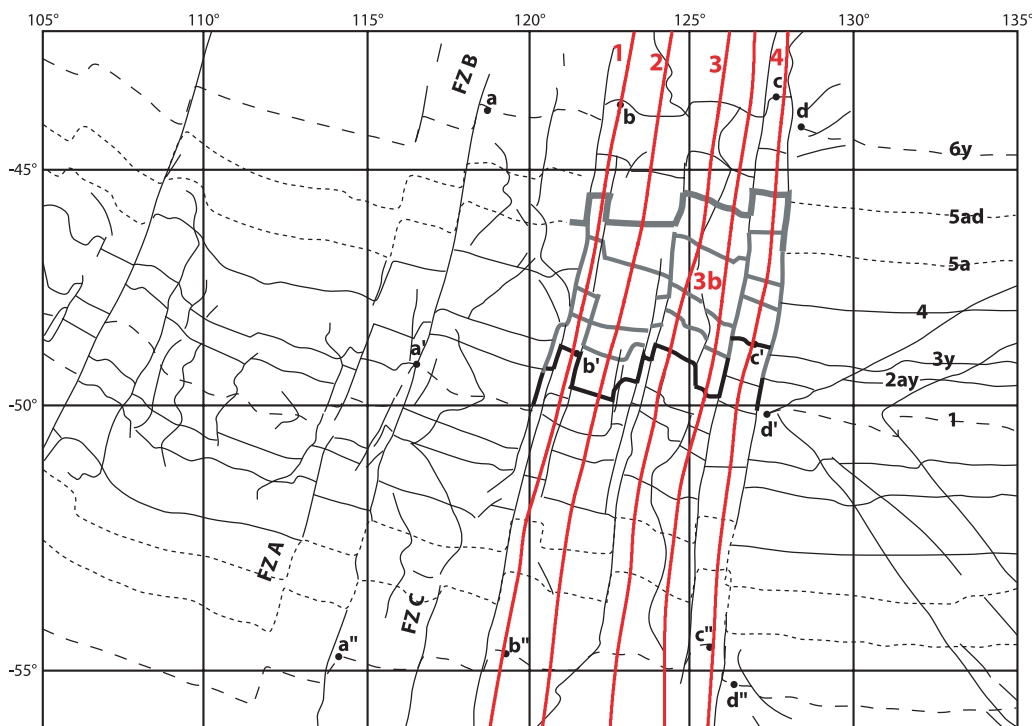 105° 110° 115° 120° 125° 130° 135°
FZ B 1 2 3 4
a b c d
6y
-45°
5ad
5a
3b
4
a' b' c' 3y
2ay
-50°
d' 1
FZ A
FZ C
a" b" c"
-55°
d"